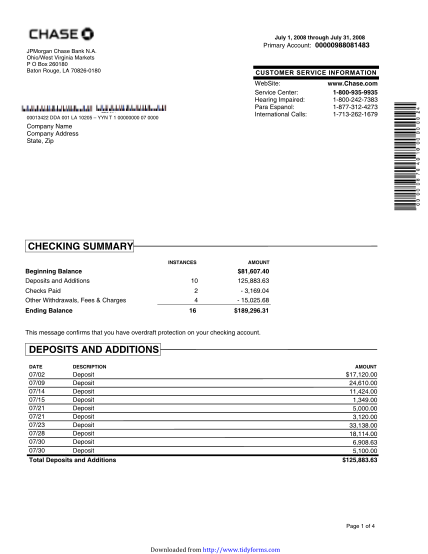 CHASE
July 1, 2008 through July 31, 2008
Primary Account: 00000988081483
JPMorgan Chase Bank N.A.
Ohio/West Virginia Markets
P O Box 260180
Baton Rouge, LA 70826-0180
CUSTOMER SERVICE INFORMATION
WebSite: www.Chase.com
Service Center: 1-800-935-9935
Hearing Impaired: 1-800-242-7383
Para Espanol: 1-877-312-4273
International Calls: 1-713-262-1679
00013422 DDA 001 LA 10205 – YYN T 1 00000000 07 0000
Company Name
Company Address
State, Zip
CHECKING SUMMARY
INSTANCES AMOUNT
Beginning Balance $81,607.40
Deposits and Additions 10 125,883.63
Checks Paid 2 - 3,169.04
Other Withdrawals, Fees & Charges 4 - 15,025.68
Ending Balance 16 $189,296.31
This message confirms that you have overdraft protection on your checking account.
DEPOSITS AND ADDITIONS
DATE DESCRIPTION AMOUNT
07/02 Deposit $17,120.00
07/09 Deposit 24,610.00
07/14 Deposit 11,424.00
07/15 Deposit 1,349.00
07/21 Deposit 5,000.00
07/21 Deposit 3,120.00
07/23 Deposit 33,138.00
07/28 Deposit 18,114.00
07/30 Deposit 6,908.63
07/30 Deposit 5,100.00
Total Deposits and Additions $125,883.63
Page 1 of 4
Downloaded from http://www.tidyforms.com